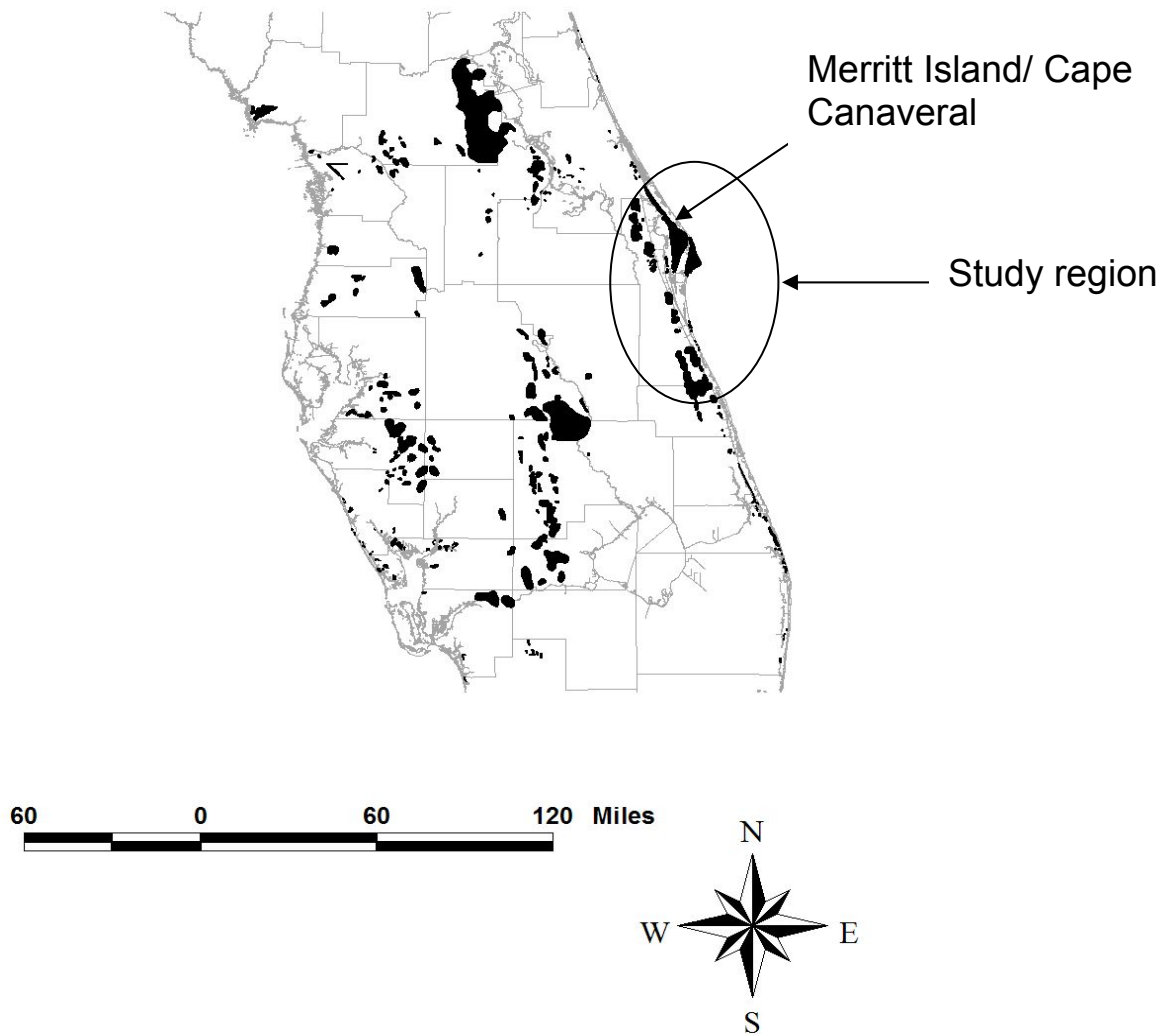 Merritt Island/ Cape
Canaveral
Study region
60 0 60 120 Miles
N
W E
S